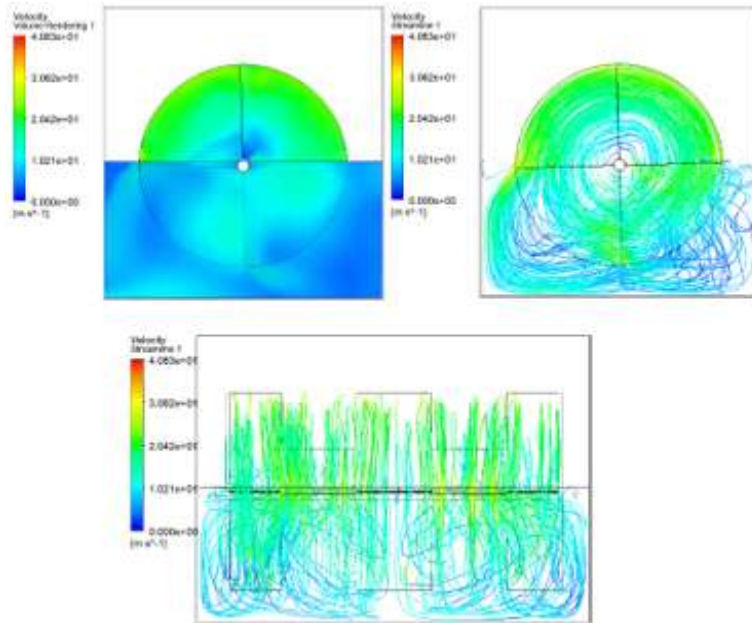 Velocity
Volume Rendering 1
4.083e+01
3.062e+01
2.042e+01
1.021e+01
0.000e+00
[m s^-1]
Velocity
Streamline 1
4.083e+01
3.062e+01
2.042e+01
1.021e+01
0.000e+00
[m s^-1]
Velocity
Streamline 1
4.083e+01
3.062e+01
2.042e+01
1.021e+01
0.000e+00
[m s^-1]